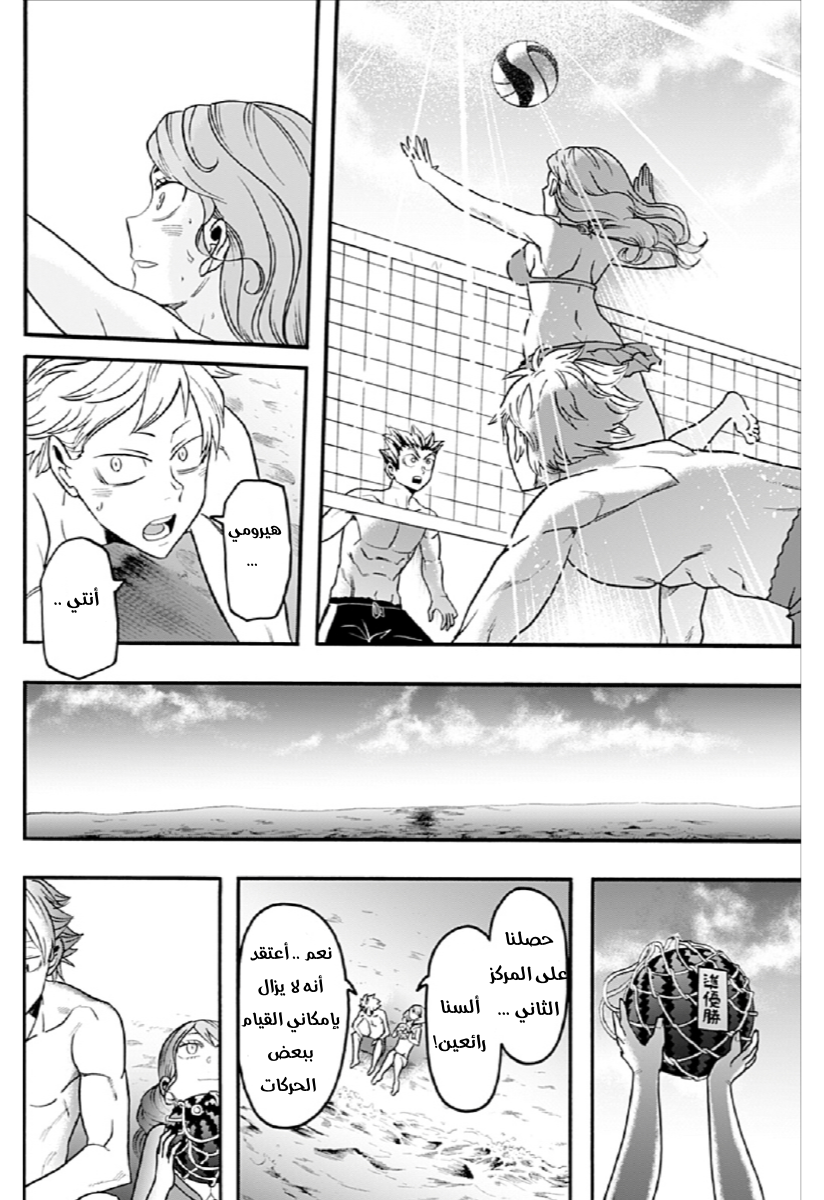 هيرومي
...
أنتي ..
準優勝
حصلنا
على المركز
الثاني ...
ألسنا
رائعين!
نعم .. أعتقد
أنه لا يزال
بإمكاني القيام
ببعض
الحركات